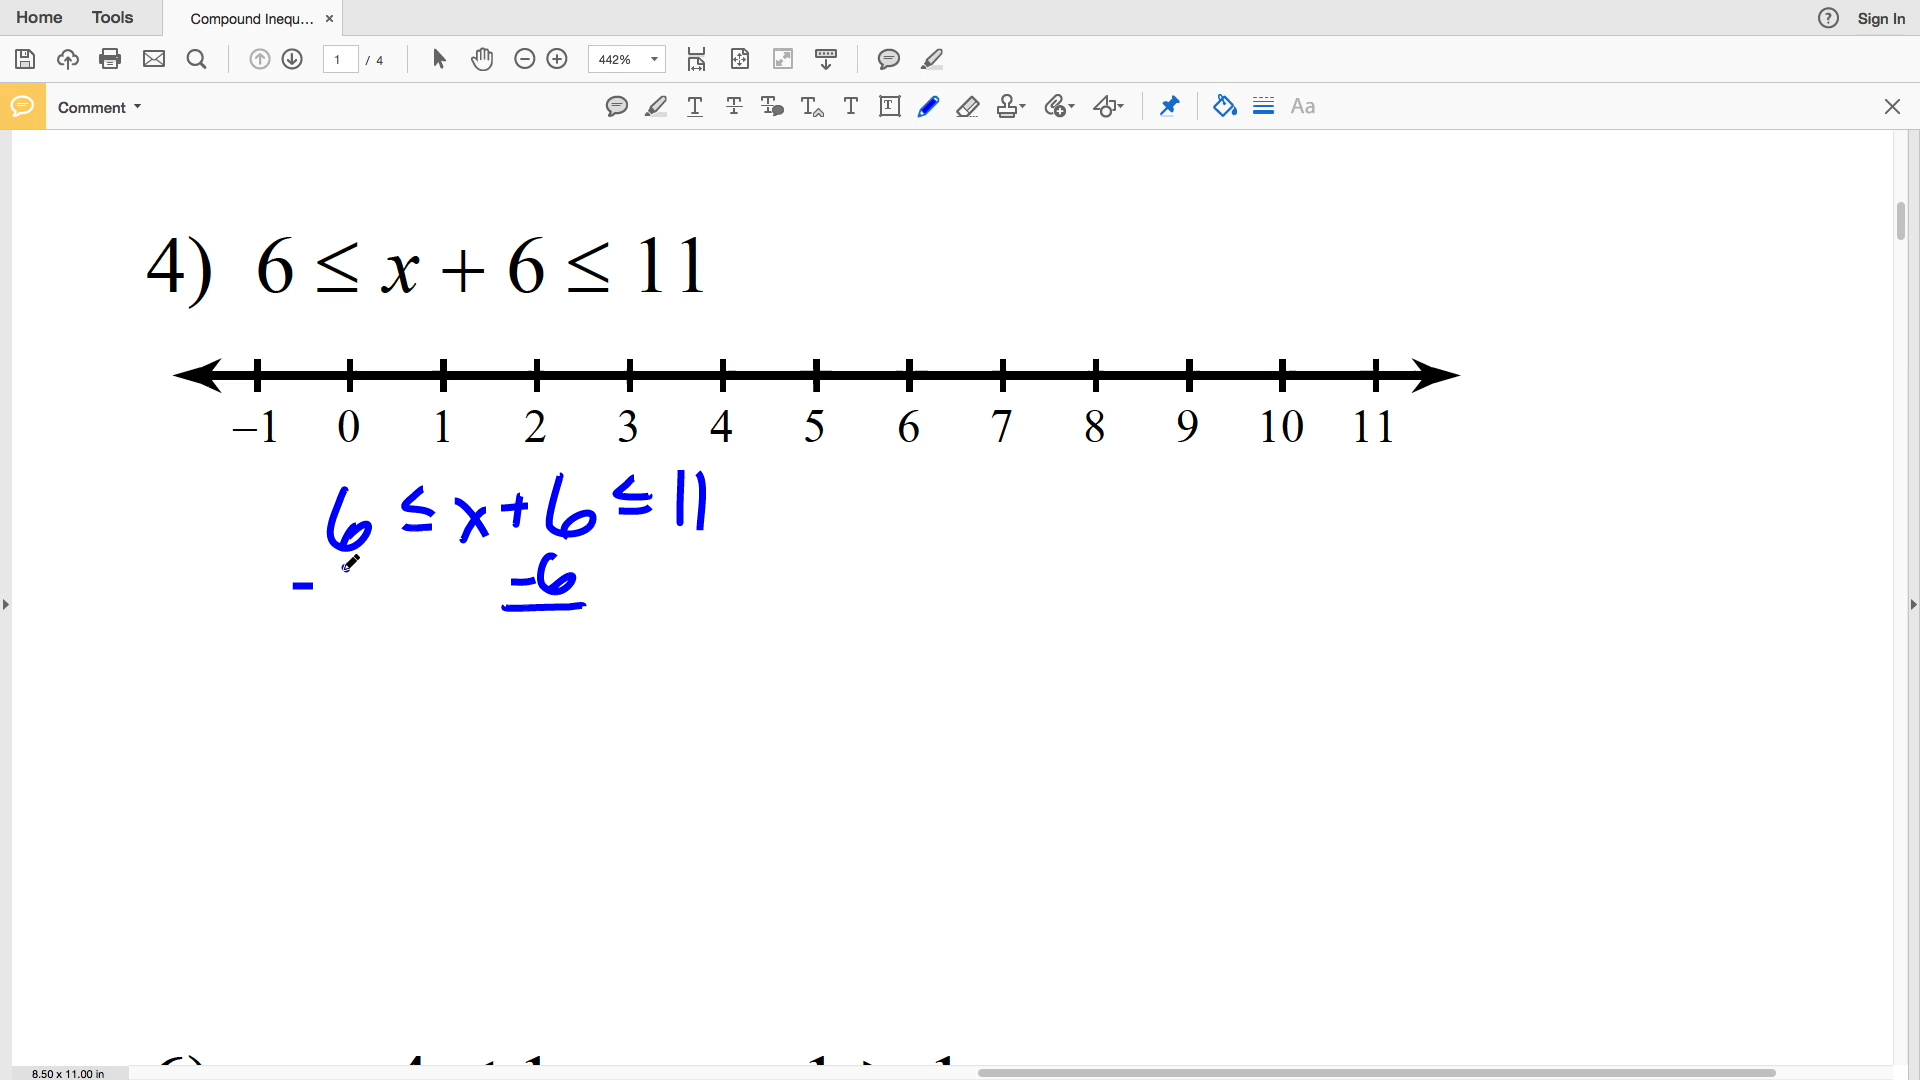 Home Tools Compound Inequ... × ? Sign In
1 / 4 442%
Comment Aa
4) 6 ≤ x + 6 ≤ 11
–1 0 1 2 3 4 5 6 7 8 9 10 11
6 ≤ x + 6 ≤ 11
- -6
8.50 x 11.00 in